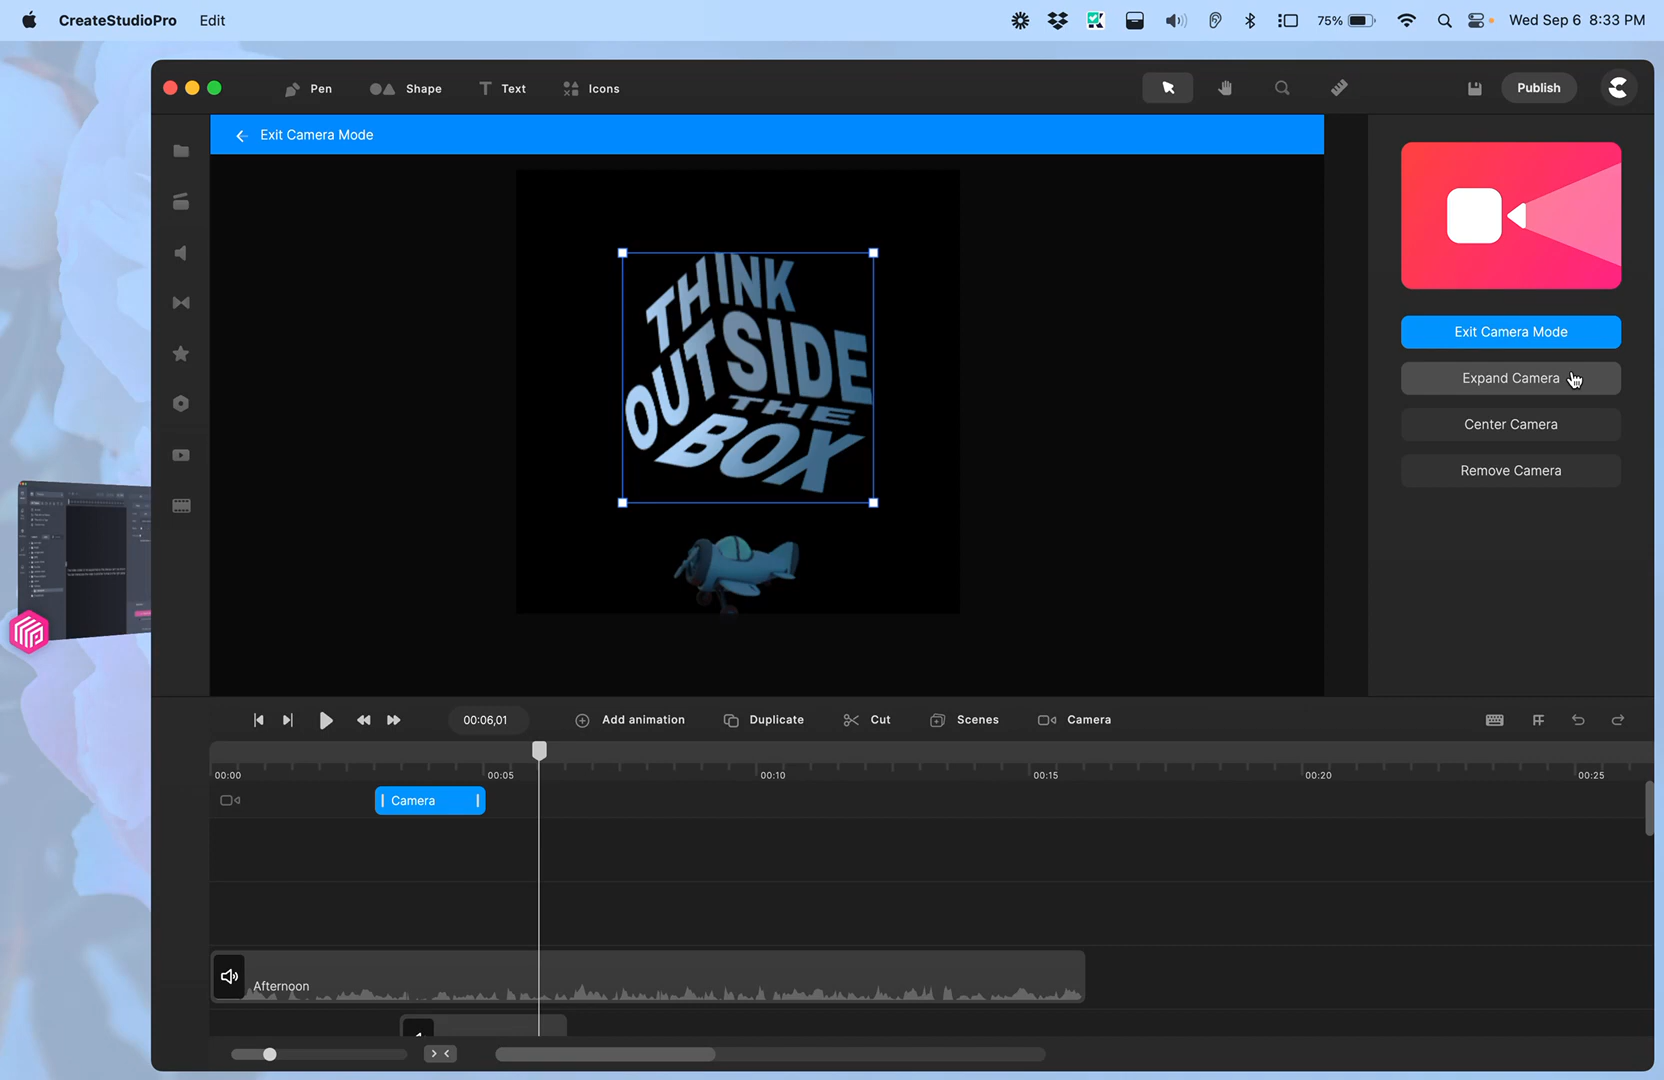 CreateStudioPro Edit 75% Wed Sep 6 8:33 PM
Pen Shape Text Icons Publish
Exit Camera Mode
THINK
OUTSIDE
THE
BOX
Exit Camera Mode
Expand Camera
Center Camera
Remove Camera
00:06,01 Add animation Duplicate Cut Scenes Camera
00:00 00:05 00:10 00:15 00:20 00:25
Camera
Afternoon